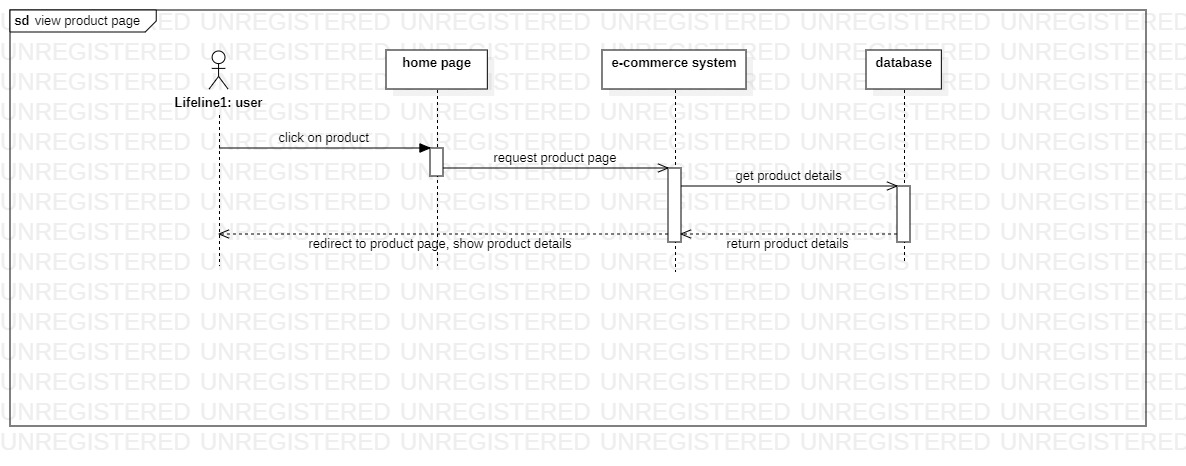 sd view product page
home page
e-commerce system
database
Lifeline1: user
click on product
request product page
get product details
redirect to product page, show product details
return product details
UNREGISTERED UNREGISTERED UNREGISTERED UNREGISTERED UNREGISTERED UNREGISTERED